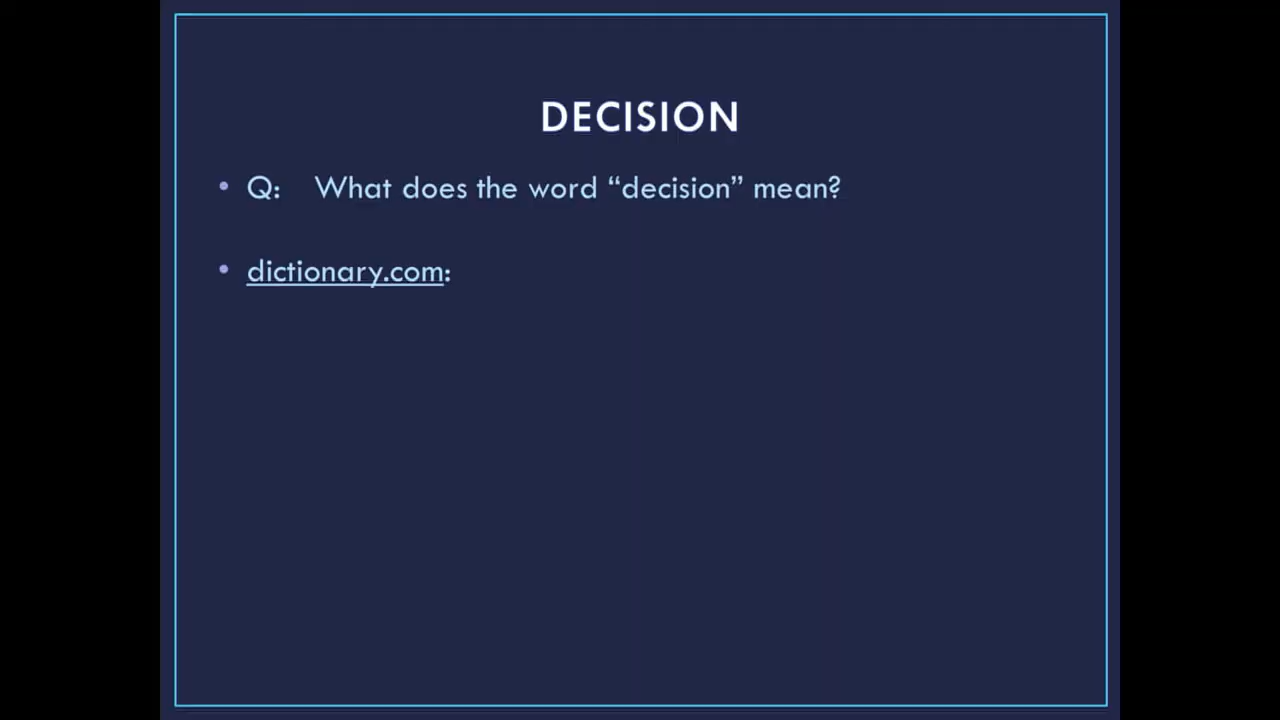 DECISION
• Q: What does the word “decision” mean?
• dictionary.com: